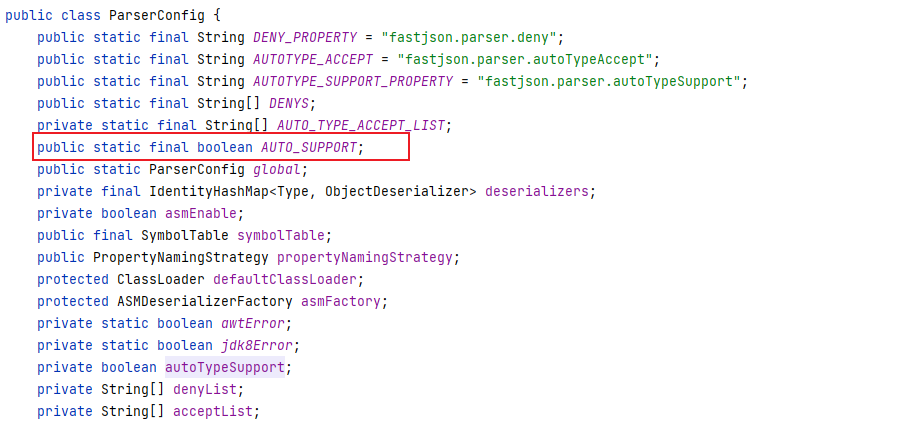 public class ParserConfig {
public static final String DENY_PROPERTY = "fastjson.parser.deny";
public static final String AUTOTYPE_ACCEPT = "fastjson.parser.autoTypeAccept";
public static final String AUTOTYPE_SUPPORT_PROPERTY = "fastjson.parser.autoTypeSupport";
public static final String[] DENYS;
private static final String[] AUTO_TYPE_ACCEPT_LIST;
public static final boolean AUTO_SUPPORT;
public static ParserConfig global;
private final IdentityHashMap<Type, ObjectDeserializer> deserializers;
private boolean asmEnable;
public final SymbolTable symbolTable;
public PropertyNamingStrategy propertyNamingStrategy;
protected ClassLoader defaultClassLoader;
protected ASMDeserializerFactory asmFactory;
private static boolean awtError;
private static boolean jdk8Error;
private boolean autoTypeSupport;
private String[] denyList;
private String[] acceptList;